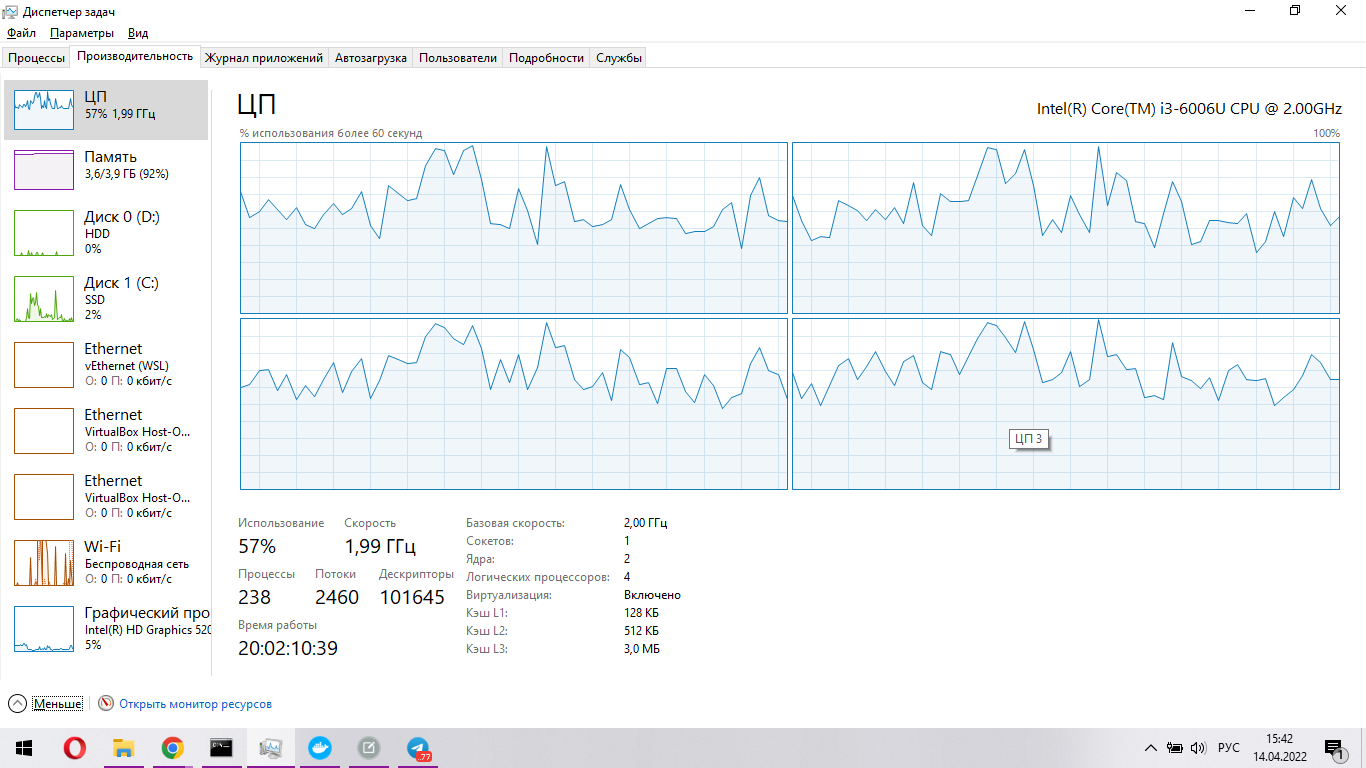 Диспетчер задач
Файл Параметры Вид
Процессы Производительность Журнал приложений Автозагрузка Пользователи Подробности Службы
ЦП
57% 1,99 ГГц
Память
3,6/3,9 ГБ (92%)
Диск 0 (D:)
HDD
0%
Диск 1 (C:)
SSD
2%
Ethernet
vEthernet (WSL)
О: 0 П: 0 кбит/с
Ethernet
VirtualBox Host-O...
О: 0 П: 0 кбит/с
Ethernet
VirtualBox Host-O...
О: 0 П: 0 кбит/с
Wi-Fi
Беспроводная сеть
О: 0 П: 0 кбит/с
Графический про
Intel(R) HD Graphics 520
5%
ЦП
Intel(R) Core(TM) i3-6006U CPU @ 2.00GHz
% использования более 60 секунд 100%
ЦП 3
Использование Скорость
57% 1,99 ГГц
Процессы Потоки Дескрипторы
238 2460 101645
Время работы
20:02:10:39
Базовая скорость: 2,00 ГГц
Сокетов: 1
Ядра: 2
Логических процессоров: 4
Виртуализация: Включено
Кэш L1: 128 КБ
Кэш L2: 512 КБ
Кэш L3: 3,0 МБ
Меньше Открыть монитор ресурсов
77
РУС
15:42
14.04.2022
1